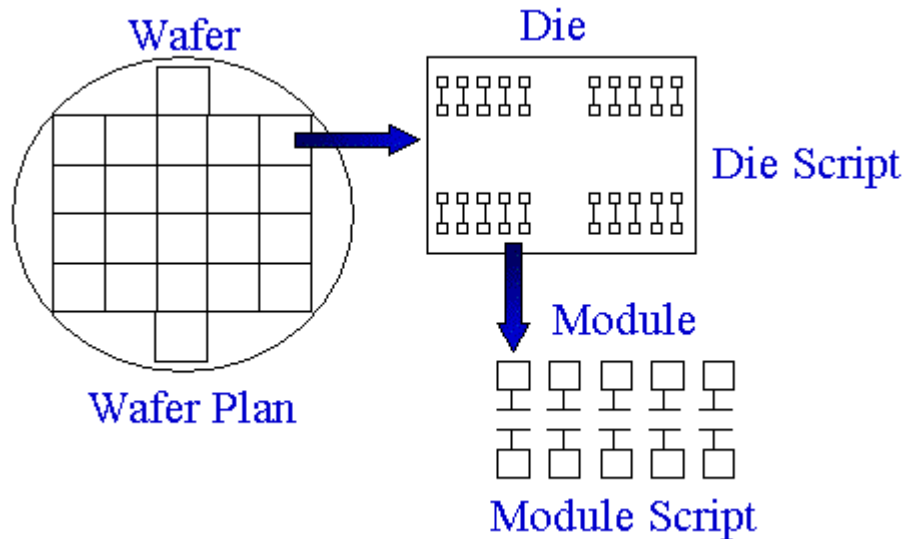 Wafer
Die
Die Script
Module
Wafer Plan
Module Script